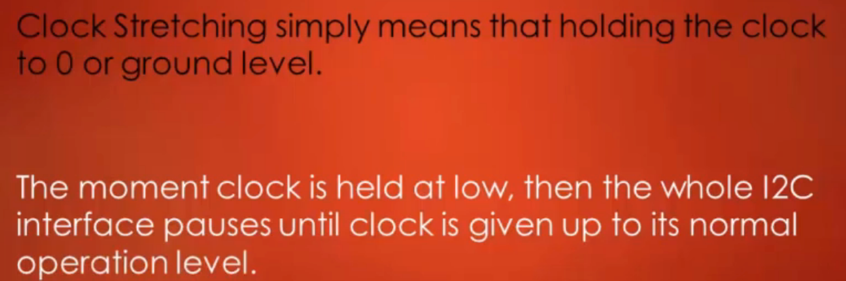 Clock Stretching simply means that holding the clock
to 0 or ground level.
The moment clock is held at low, then the whole I2C
interface pauses until clock is given up to its normal
operation level.